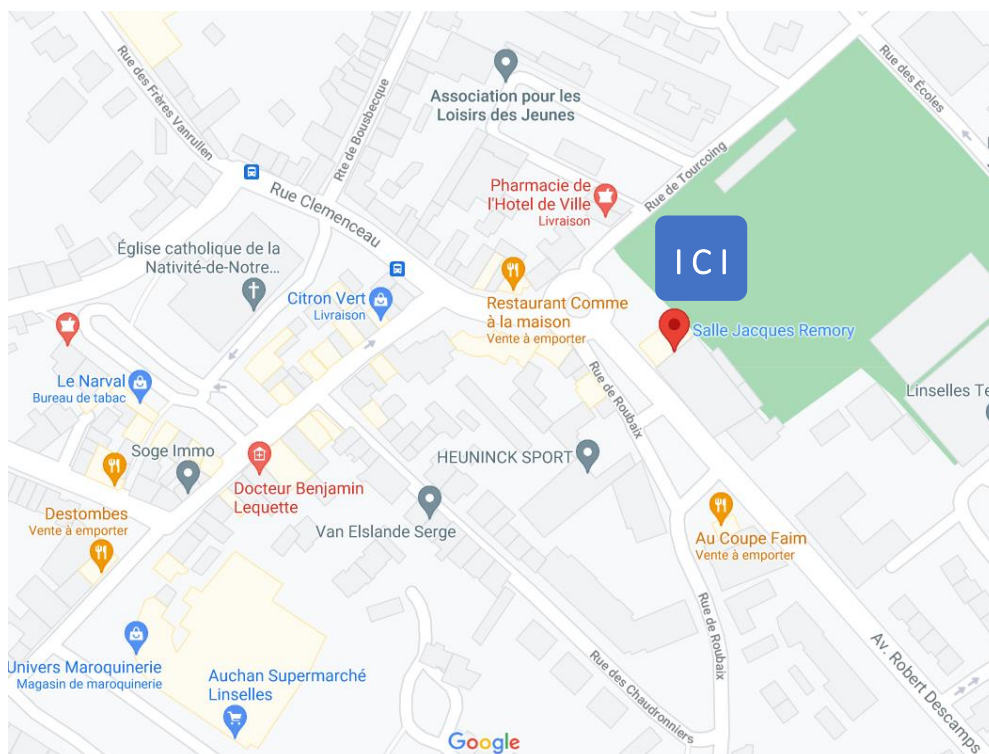 Rue des Frères Vanrullen
Rte de Bousbecque
Association pour les
Loisirs des Jeunes
Rue des Écoles
Rue de Tourcoing
Pharmacie de
l'Hotel de Ville
Livraison
Rue Clemenceau
ICI
Église catholique de la
Nativité-de-Notre...
Citron Vert
Livraison
Restaurant Comme
à la maison
Vente à emporter
Salle Jacques Remory
Le Narval
Bureau de tabac
Rue de Roubaix
Linselles Te
Soge Immo
HEUNINCK SPORT
Docteur Benjamin
Lequette
Destombes
Vente à emporter
Van Elslande Serge
Au Coupe Faim
Vente à emporter
Rue de Roubaix
Univers Maroquinerie
Magasin de maroquinerie
Auchan Supermarché
Linselles
Rue des Chaudronniers
Av. Robert Descamps
Google